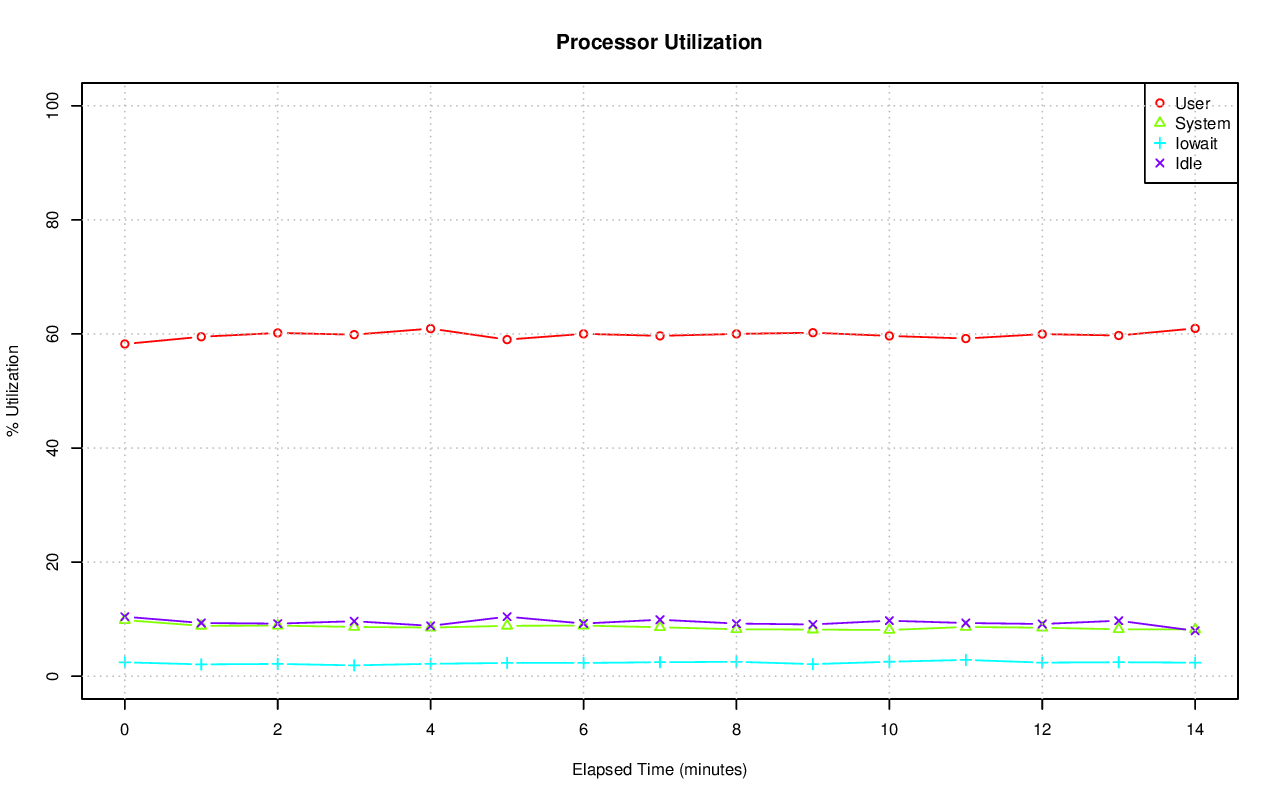 Processor Utilization
% Utilization
100
80
60
40
20
0
User
System
Iowait
Idle
0 2 4 6 8 10 12 14
Elapsed Time (minutes)